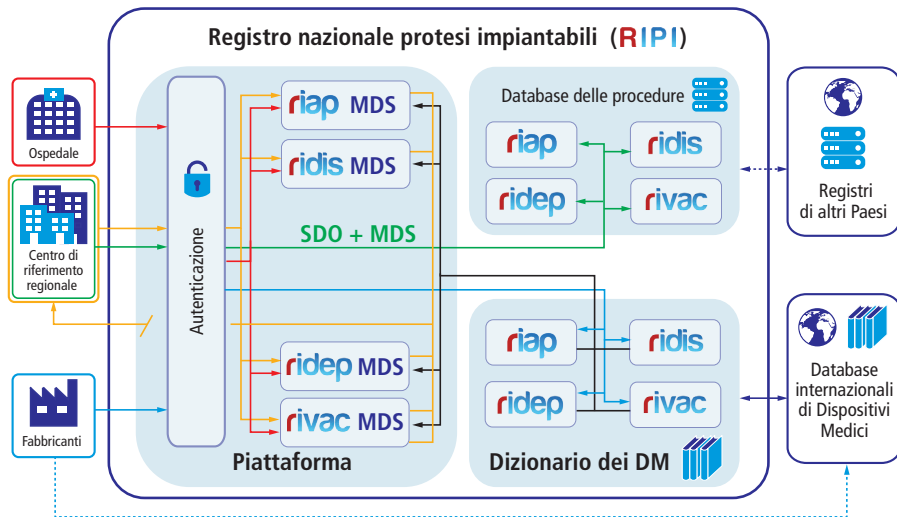 Registro nazionale protesi impiantabili (RIPI)
Ospedale
Centro di
riferimento
regionale
Fabbricanti
Autenticazione
riap MDS
ridis MDS
SDO + MDS
ridep MDS
rivac MDS
Piattaforma
Database delle procedure
riap
ridis
ridep
rivac
riap
ridis
ridep
rivac
Dizionario dei DM
Registri
di altri Paesi
Database
internazionali
di Dispositivi
Medici